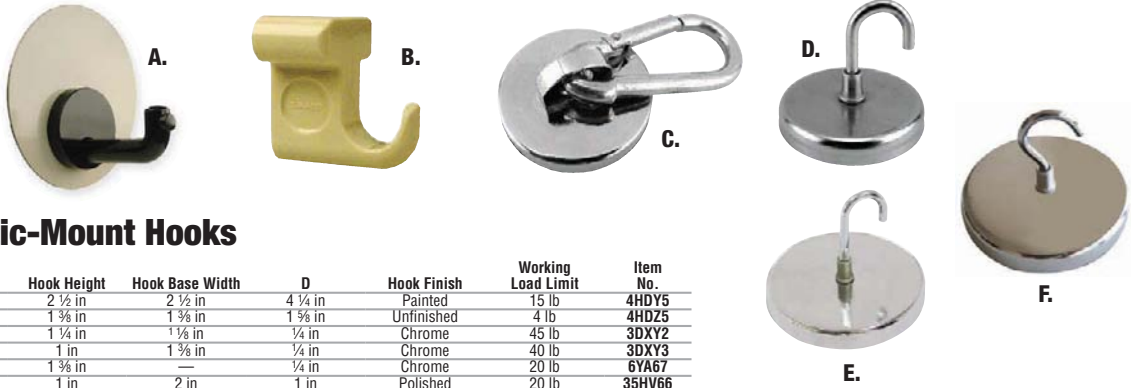 A.
B.
C.
D.
E.
F.
ic-Mount Hooks
Hook Height Hook Base Width D Hook Finish Working Load Limit Item No.
2 ½ in 2 ½ in 4 ¼ in Painted 15 lb 4HDY5
1 ⅜ in 1 ⅜ in 1 ⅝ in Unfinished 4 lb 4HDZ5
1 ¼ in 1 ⅛ in ¼ in Chrome 45 lb 3DXY2
1 in 1 ⅜ in ¼ in Chrome 40 lb 3DXY3
1 ⅜ in — ¼ in Chrome 20 lb 6YA67
1 in 2 in 1 in Polished 20 lb 35HV66